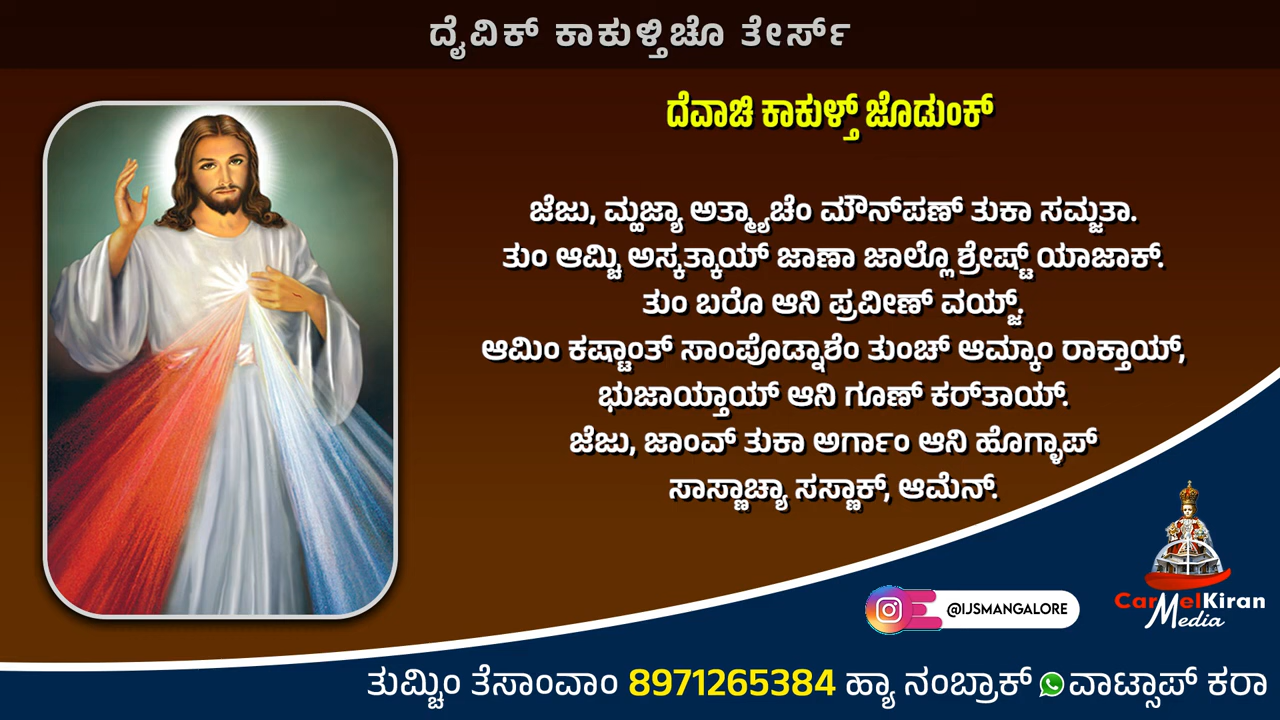 ದೈವಿಕ್ ಕಾಕುಳ್ತಿಚೊ ತೇರ್ಸ್
ದೆವಾಚಿ ಕಾಕುಳ್ತ್ ಜೊಡುಂಕ್
ಜೆಜು, ಮ್ಹಜ್ಯಾ ಅತ್ಮ್ಯಾಚೆಂ ಮೌನ್‌ಪಣ್ ತುಕಾ ಸಮ್ಜತಾ.
ತುಂ ಆಮ್ಚಿ ಅಸ್ಕತ್ಕಾಯ್ ಜಾಣಾ ಜಾಲ್ಲೊ ಶ್ರೇಷ್ಟ್ ಯಾಜಾಕ್.
ತುಂ ಬರೊ ಆನಿ ಪ್ರವೀಣ್ ವಯ್ಜ್.
ಆಮಿಂ ಕಷ್ಟಾಂತ್ ಸಾಂಪೊಡ್ನಾಶೆಂ ತುಂಚ್ ಆಮ್ಕಾಂ ರಾಕ್ತಾಯ್,
ಭುಜಾಯ್ತಾಯ್ ಆನಿ ಗೂಣ್ ಕರ್‌ತಾಯ್.
ಜೆಜು, ಜಾಂವ್ ತುಕಾ ಅರ್ಗಾಂ ಆನಿ ಹೊಗ್ಳಾಪ್
ಸಾಸ್ಣಾಚ್ಯಾ ಸಸ್ಣಾಕ್, ಆಮೆನ್.
@IJSMANGALORE
CarMelKiran
Media
ತುಮ್ಚಿಂ ತೆಸಾಂವಾಂ 8971265384 ಹ್ಯಾ ನಂಬ್ರಾಕ್ ವಾಟ್ಸಾಪ್ ಕರಾ